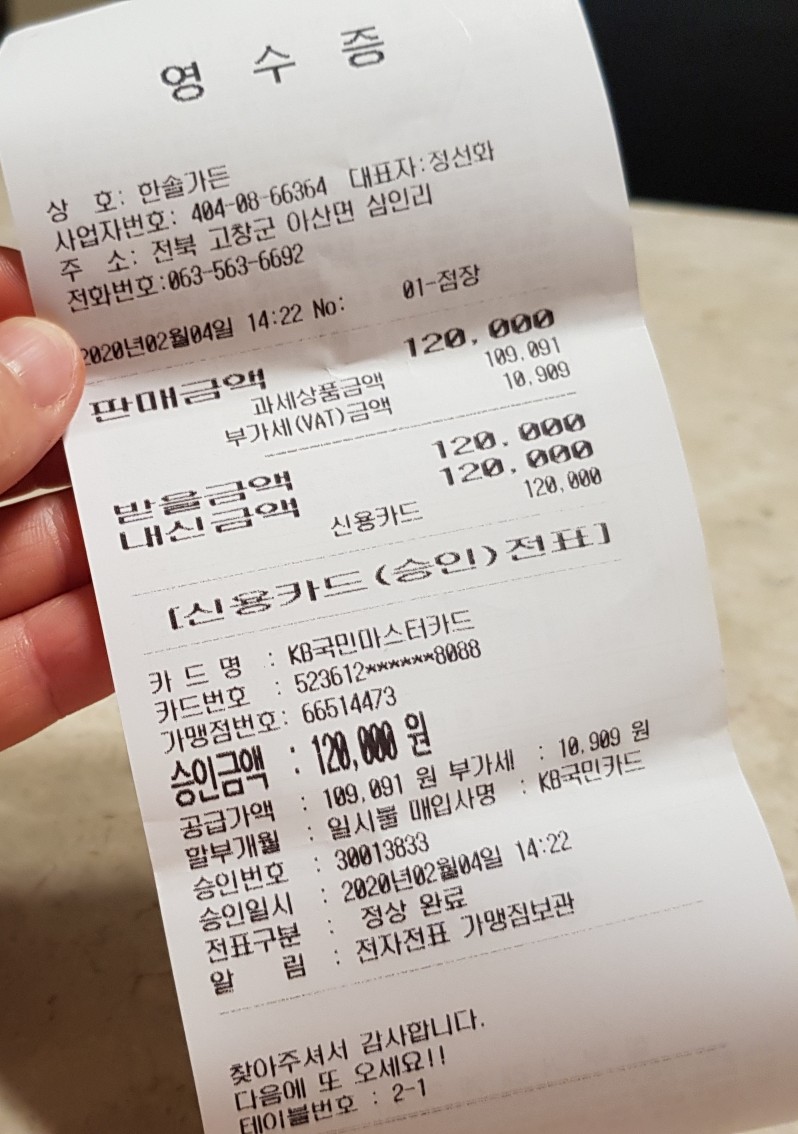 영 수 증
상 호: 한솔가든
사업자번호: 404-08-66364 대표자:정선화
주 소: 전북 고창군 아산면 심인리
전화번호:063-563-6692
2020년02월04일 14:22 No: 01-점장
판매금액 120,000
과세상품금액 109,091
부가세(VAT)금액 10,909
받을금액 120,000
내신금액 120,000
신용카드 120,000
[신용카드(승인)전표]
카 드 명 : KB국민마스터카드
카드번호 : 523612******8088
가맹점번호: 66514473
승인금액 : 120,000 원
공급가액 : 109,091 원 부가세 : 10,909 원
할부개월 : 일시불 매입사명 : KB국민카드
승인번호 : 30013833
승인일시 : 2020년02월04일 14:22
전표구분 : 정상 완료
알 림 : 전자전표 가맹점보관
찾아주셔서 감사합니다.
다음에 또 오세요!!
테이블번호 : 2-1